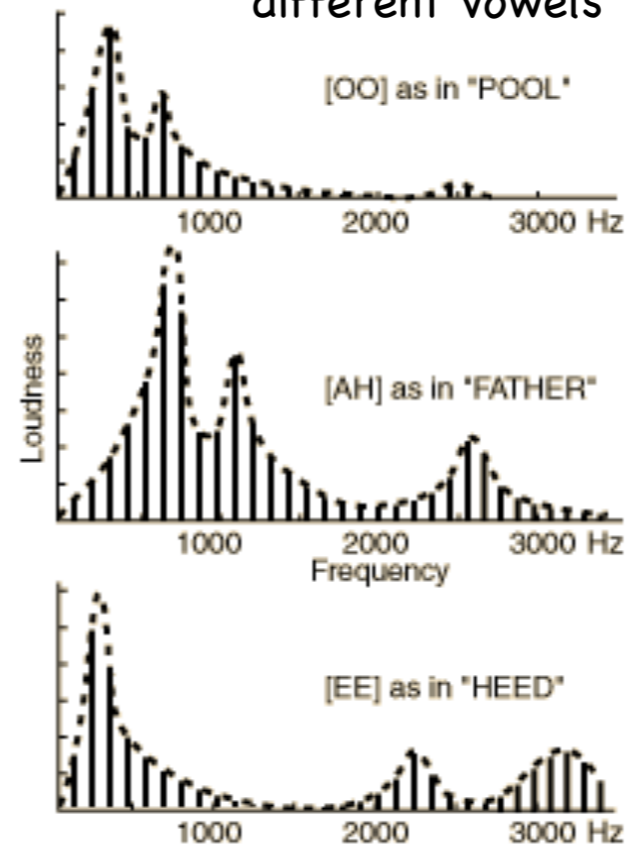 different vowels
[OO] as in "POOL"
1000 2000 3000 Hz
Loudness
[AH] as in "FATHER"
1000 2000 3000 Hz
Frequency
[EE] as in "HEED"
1000 2000 3000 Hz